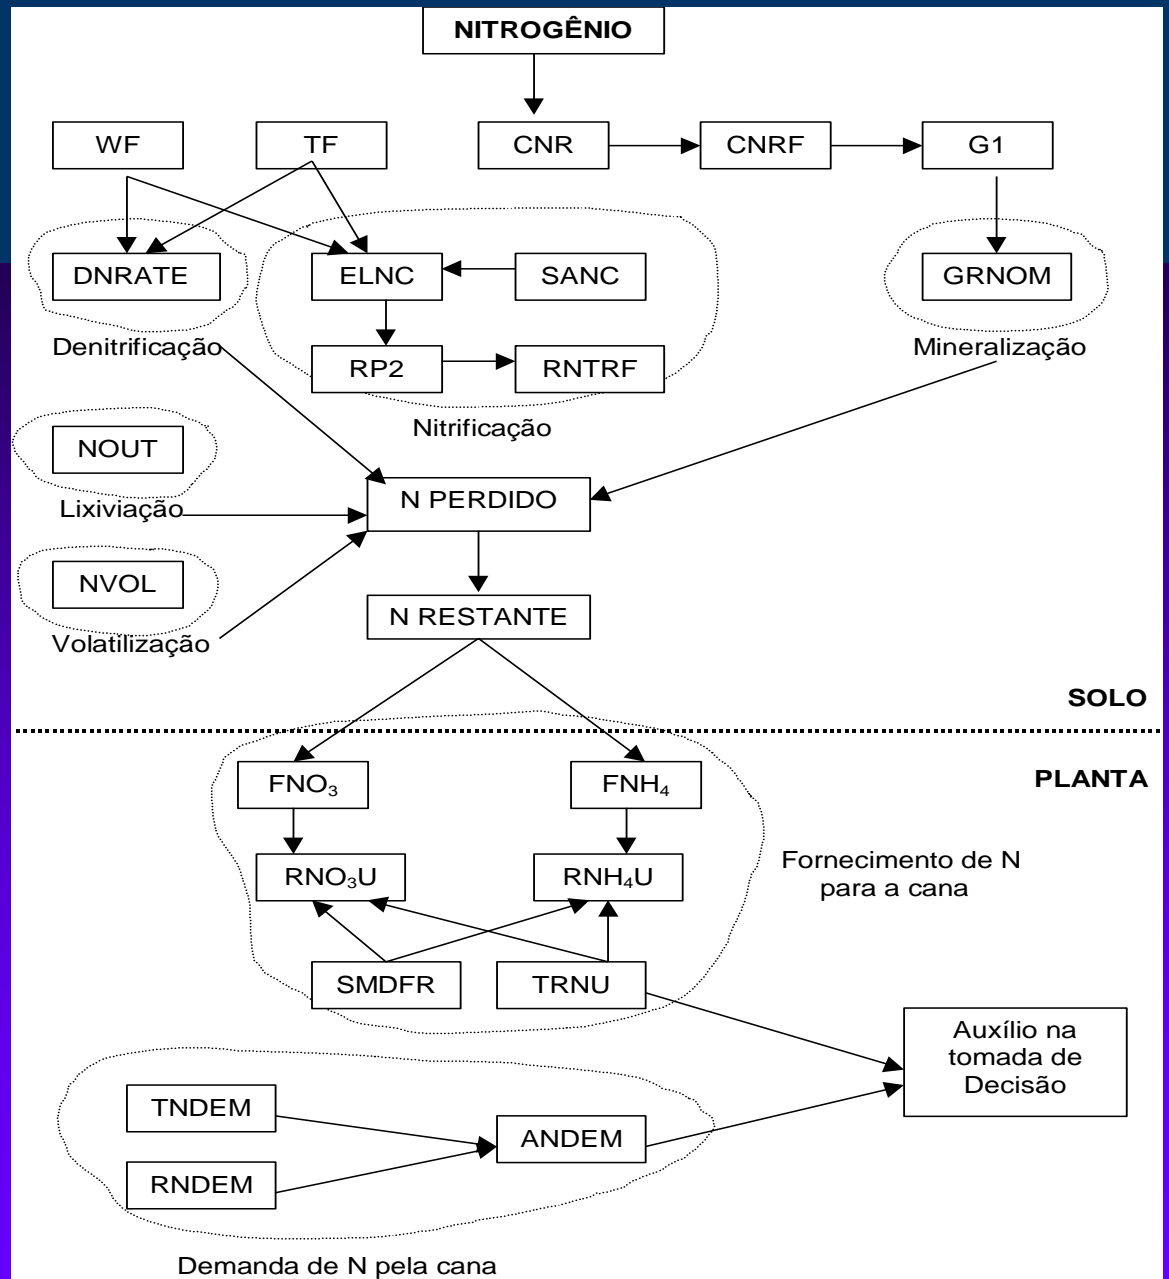 NITROGÊNIO
WF
TF
CNR
CNRF
G1
DNRATE
ELNC
SANC
GRNOM
Denitrificação
RP2
RNTRF
Mineralização
Nitrificação
NOUT
Lixiviação
N PERDIDO
NVOL
N RESTANTE
Volatilização
SOLO
PLANTA
FNO₃
FNH₄
RNO₃U
RNH₄U
Fornecimento de N
para a cana
SMDFR
TRNU
Auxílio na
tomada de
Decisão
TNDEM
ANDEM
RNDEM
Demanda de N pela cana